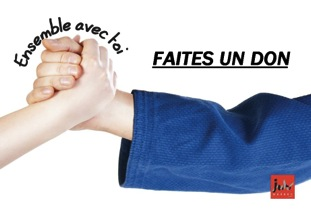 Ensemble avec toi
FAITES UN DON